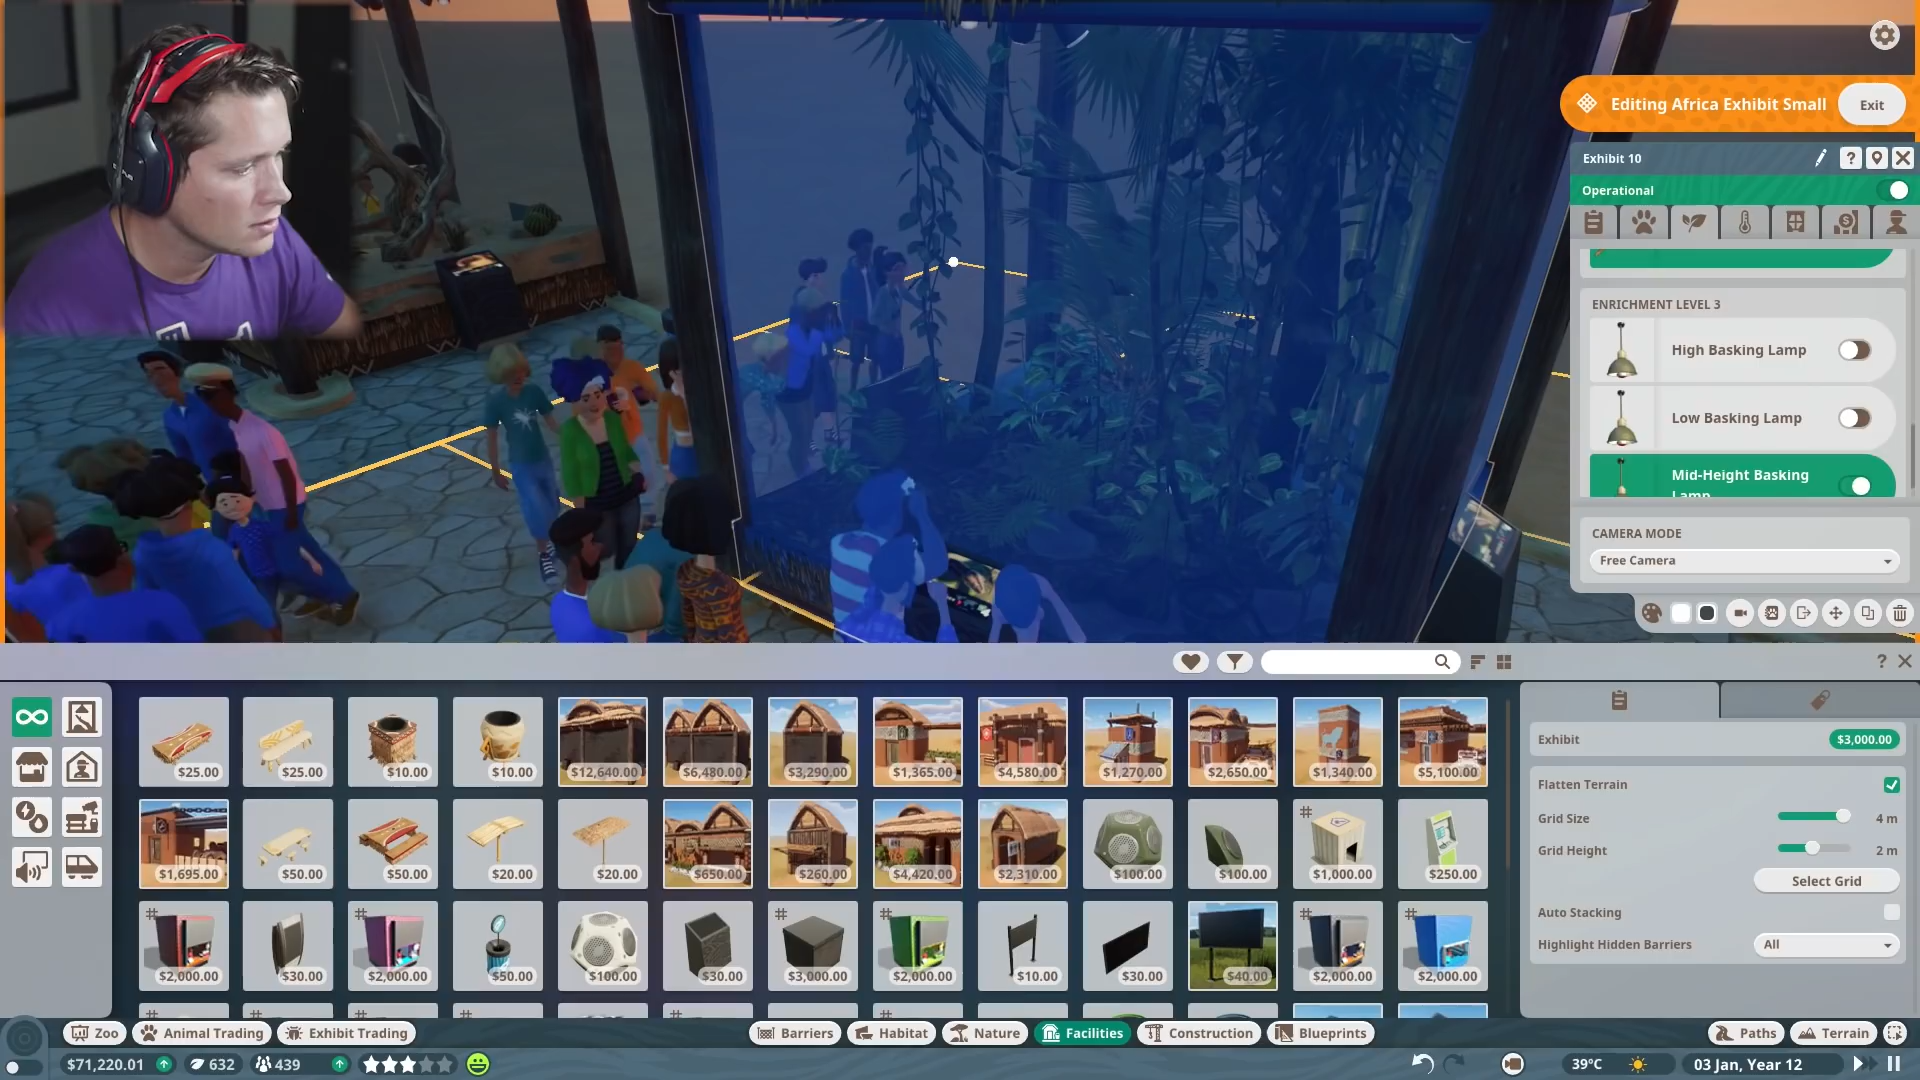 Editing Africa Exhibit Small
Exit
Exhibit 10
?
Operational
ENRICHMENT LEVEL 3
High Basking Lamp
Low Basking Lamp
Mid-Height Basking
Lamp
CAMERA MODE
Free Camera
?
$25.00 $25.00 $10.00 $10.00 $12,640.00 $6,480.00 $3,290.00 $1,365.00 $4,580.00 $1,270.00 $2,650.00 $1,340.00 $5,100.00
$1,695.00 $50.00 $50.00 $20.00 $20.00 $650.00 $260.00 $4,420.00 $2,310.00 $100.00 $100.00 $1,000.00 $250.00
$2,000.00 $30.00 $2,000.00 $50.00 $100.00 $30.00 $3,000.00 $2,000.00 $10.00 $30.00 $40.00 $2,000.00 $2,000.00
Exhibit $3,000.00
Flatten Terrain
Grid Size 4 m
Grid Height 2 m
Select Grid
Auto Stacking
Highlight Hidden Barriers All
Zoo Animal Trading Exhibit Trading Barriers Habitat Nature Facilities Construction Blueprints Paths Terrain
$71,220.01 632 439 39°C 03 Jan, Year 12